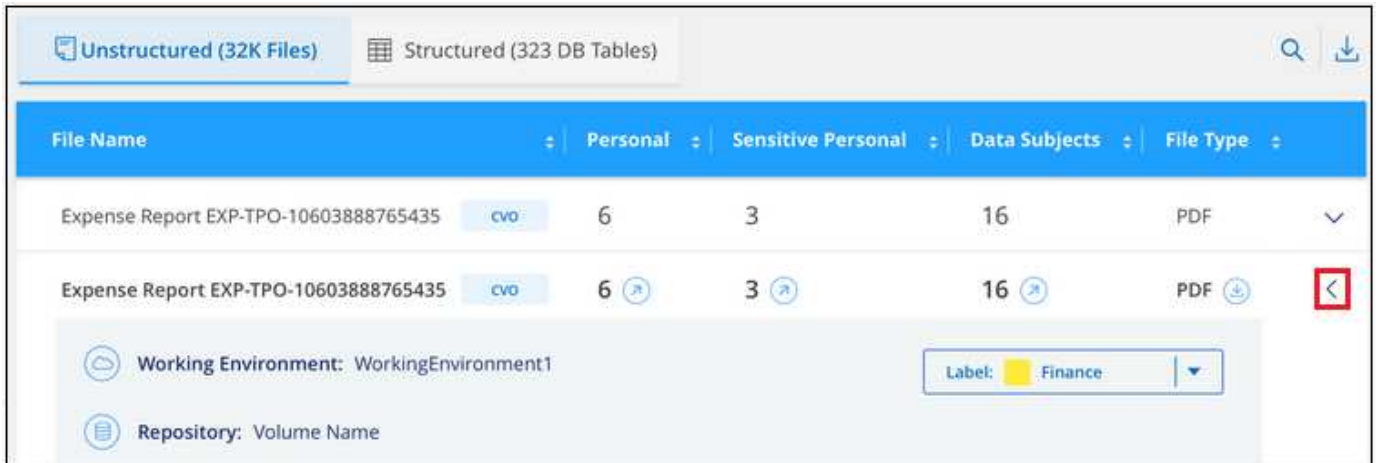 Unstructured (32K Files) Structured (323 DB Tables)
File Name Personal Sensitive Personal Data Subjects File Type
Expense Report EXP-TPO-10603888765435 CVO 6 3 16 PDF
Expense Report EXP-TPO-10603888765435 CVO 6 3 16 PDF
Working Environment: WorkingEnvironment1 Label: Finance
Repository: Volume Name